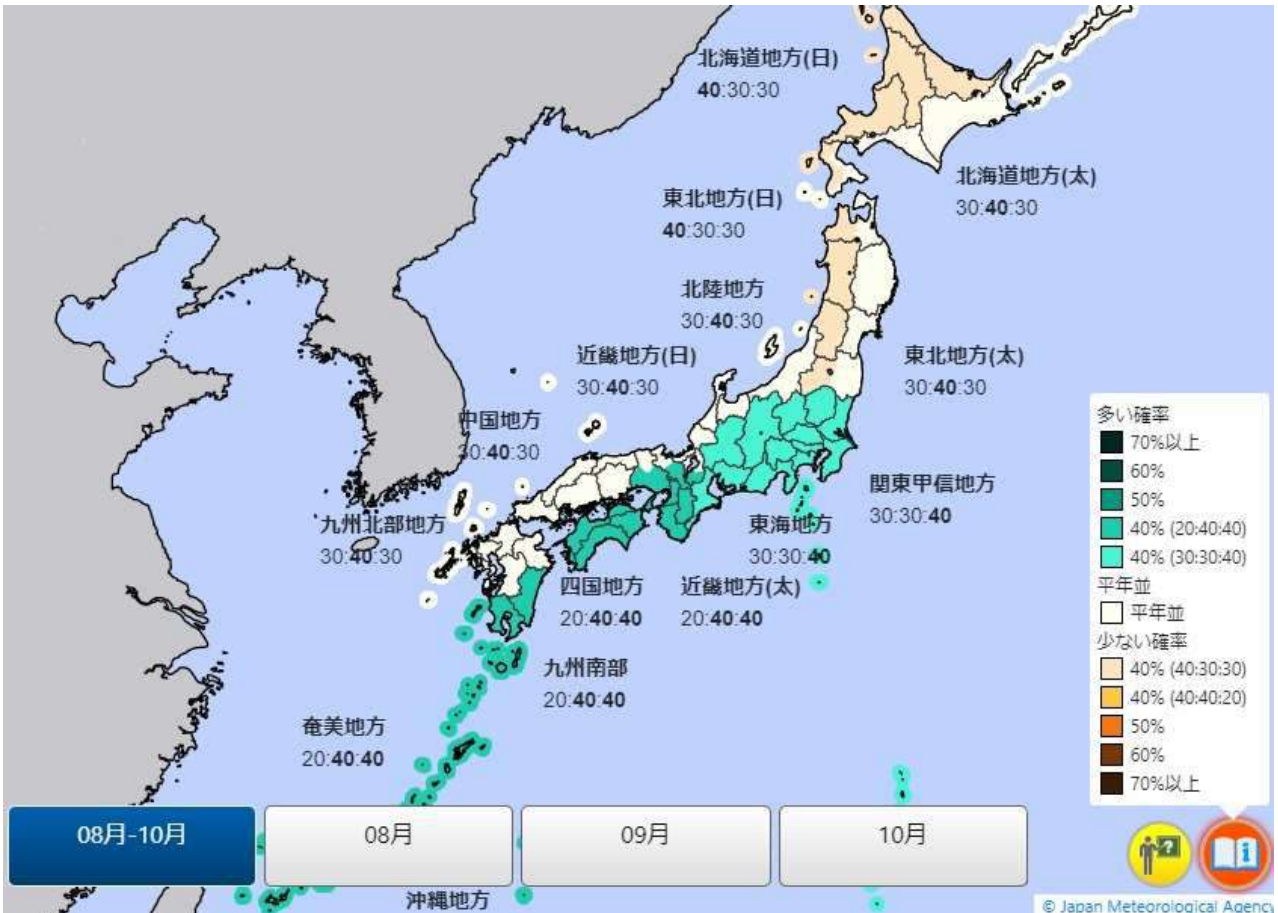 北海道地方(日)
40:30:30
北海道地方(太)
30:40:30
東北地方(日)
40:30:30
北陸地方
30:40:30
東北地方(太)
30:40:30
近畿地方(日)
30:40:30
中国地方
30:40:30
関東甲信地方
30:30:40
九州北部地方
30:40:30
東海地方
30:30:40
四国地方
20:40:40
近畿地方(太)
20:40:40
九州南部
20:40:40
奄美地方
20:40:40
沖縄地方
多い確率
70%以上
60%
50%
40% (20:40:40)
40% (30:30:40)
平年並
平年並
少ない確率
40% (40:30:30)
40% (40:40:20)
50%
60%
70%以上
08月-10月
08月
09月
10月
© Japan Meteorological Agency